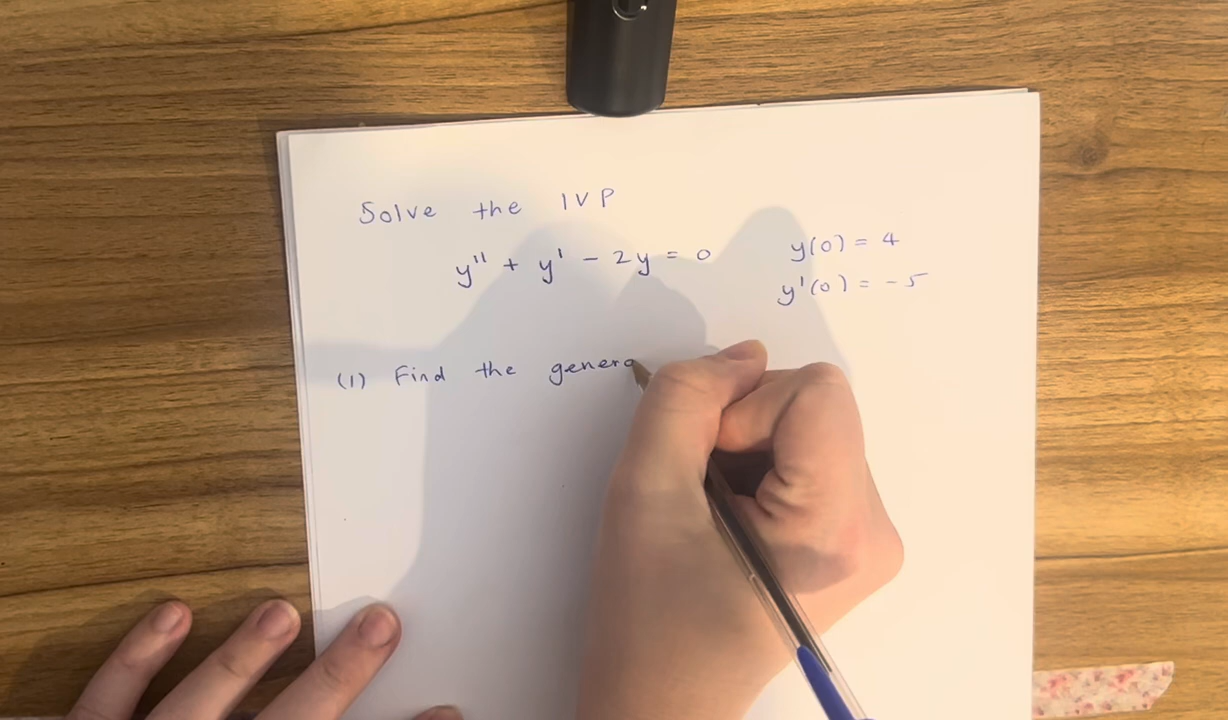 Solve the IVP
y'' + y' - 2y = 0 y(0) = 4
y'(0) = -5
(1) Find the genera